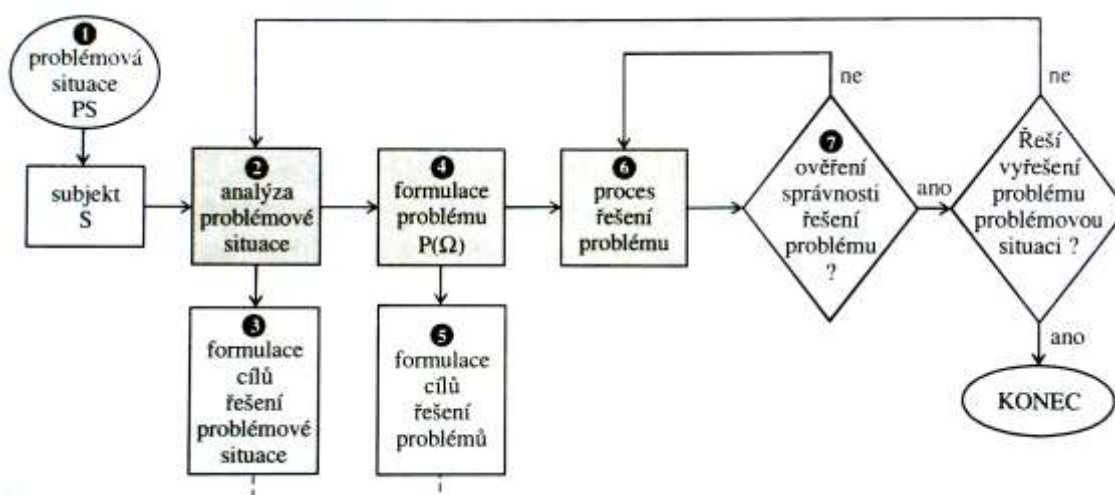 ❶
problémová
situace
PS
subjekt
S
❷
analýza
problémové
situace
❸
formulace
cílů
řešení
problémové
situace
❹
formulace
problému
P(Ω)
❺
formulace
cílů
řešení
problémů
❻
proces
řešení
problému
❼
ověření
správnosti
řešení
problému
?
ne
ano
Řeší
vyřešení
problému
problémovou
situaci ?
ne
ano
KONEC